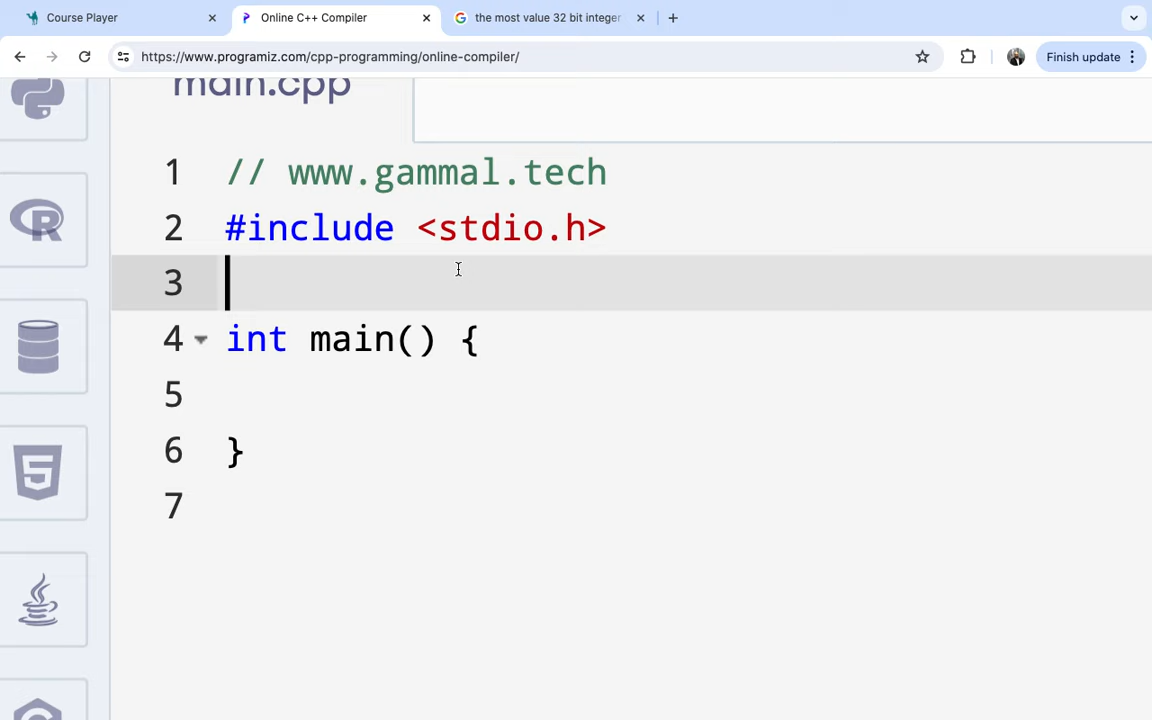 Course Player
Online C++ Compiler
the most value 32 bit integer
https://www.programiz.com/cpp-programming/online-compiler/
Finish update
main.cpp
1 // www.gammal.tech
2 #include <stdio.h>
3
4 int main() {
5
6 }
7